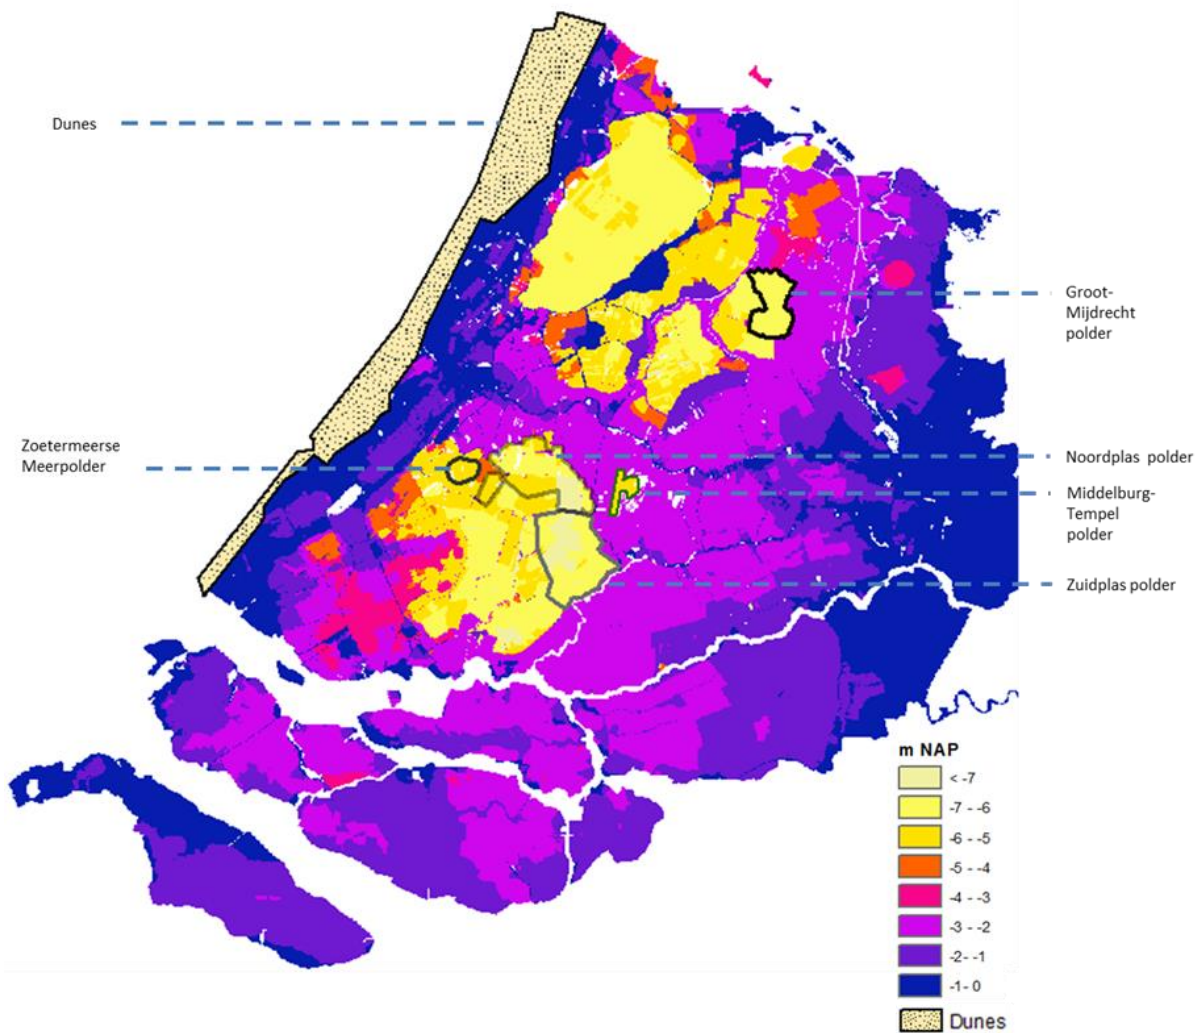 Dunes
Groot-
Mijdrecht
polder
Zoetermeerse
Meerpolder
Noordplas polder
Middelburg-
Tempel
polder
Zuidplas polder
m NAP
< -7
-7 - -6
-6 - -5
-5 - -4
-4 - -3
-3 - -2
-2- -1
-1- 0
Dunes